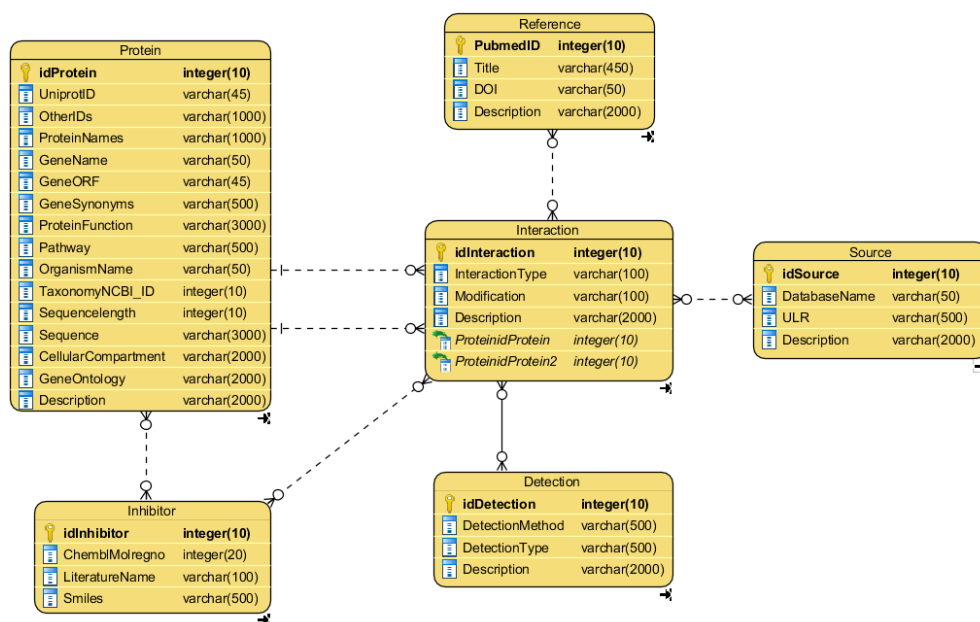 Protein
idProtein integer(10)
UniprotID varchar(45)
OtherIDs varchar(1000)
ProteinNames varchar(1000)
GeneName varchar(50)
GeneORF varchar(45)
GeneSynonyms varchar(500)
ProteinFunction varchar(3000)
Pathway varchar(500)
OrganismName varchar(50)
TaxonomyNCBI_ID integer(10)
Sequencelength integer(10)
Sequence varchar(3000)
CellularCompartment varchar(2000)
GeneOntology varchar(2000)
Description varchar(2000)
Reference
PubmedID integer(10)
Title varchar(450)
DOI varchar(50)
Description varchar(2000)
Interaction
idInteraction integer(10)
InteractionType varchar(100)
Modification varchar(100)
Description varchar(2000)
ProteinidProtein integer(10)
ProteinidProtein2 integer(10)
Source
idSource integer(10)
DatabaseName varchar(50)
ULR varchar(500)
Description varchar(2000)
Inhibitor
idInhibitor integer(10)
ChemblMolregno integer(20)
LiteratureName varchar(100)
Smiles varchar(500)
Detection
idDetection integer(10)
DetectionMethod varchar(500)
DetectionType varchar(500)
Description varchar(2000)